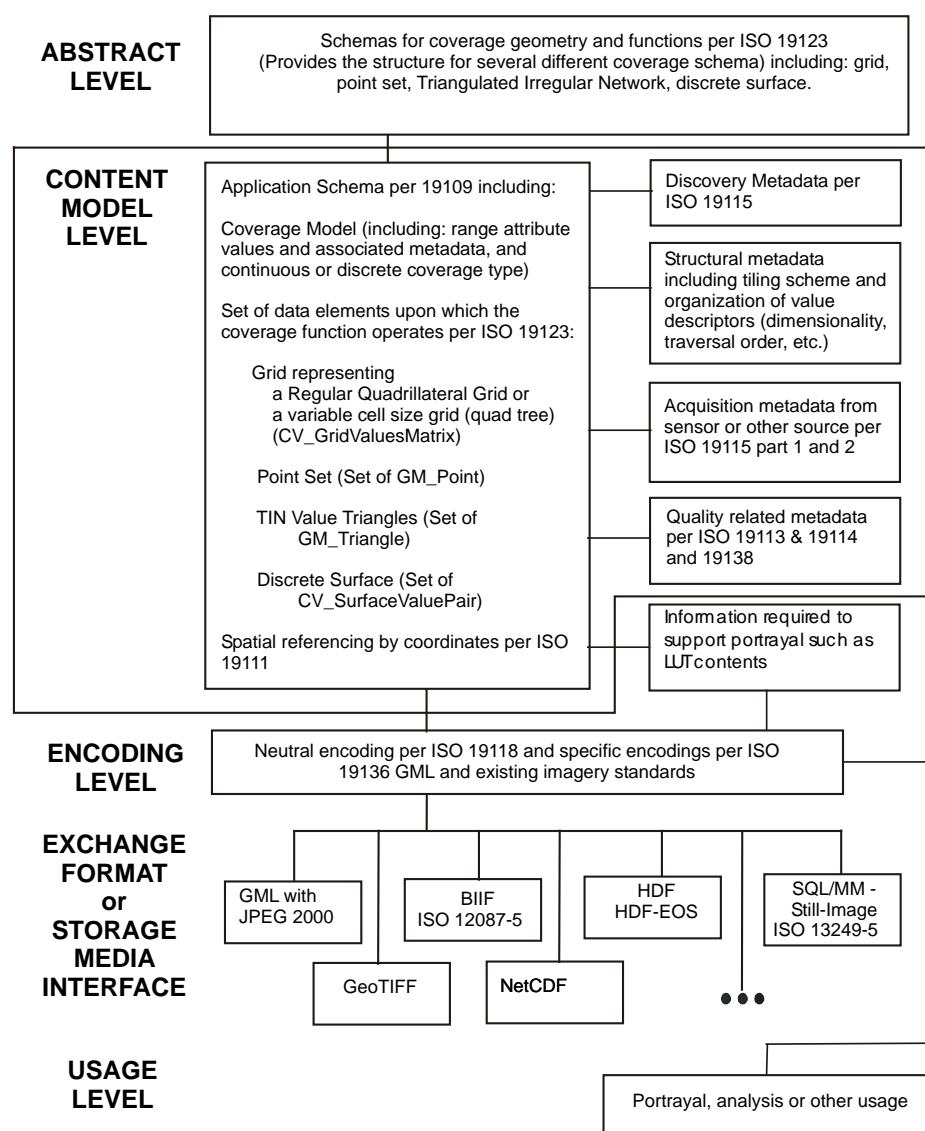 ABSTRACT
LEVEL
Schemas for coverage geometry and functions per ISO 19123
(Provides the structure for several different coverage schema) including: grid,
point set, Triangulated Irregular Network, discrete surface.
CONTENT
MODEL
LEVEL
Application Schema per 19109 including:
Coverage Model (including: range attribute
values and associated metadata, and
continuous or discrete coverage type)
Set of data elements upon which the
coverage function operates per ISO 19123:
Grid representing
a Regular Quadrillateral Grid or
a variable cell size grid (quad tree)
(CV_GridValuesMatrix)
Point Set (Set of GM_Point)
TIN Value Triangles (Set of
GM_Triangle)
Discrete Surface (Set of
CV_SurfaceValuePair)
Spatial referencing by coordinates per ISO
19111
Discovery Metadata per
ISO 19115
Structural metadata
including tiling scheme and
organization of value
descriptors (dimensionality,
traversal order, etc.)
Acquisition metadata from
sensor or other source per
ISO 19115 part 1 and 2
Quality related metadata
per ISO 19113 & 19114
and 19138
Information required to
support portrayal such as
LUT contents
ENCODING
LEVEL
Neutral encoding per ISO 19118 and specific encodings per ISO
19136 GML and existing imagery standards
EXCHANGE
FORMAT
or
STORAGE
MEDIA
INTERFACE
GML with
JPEG 2000
BIIF
ISO 12087-5
HDF
HDF-EOS
SQL/MM -
Still-Image
ISO 13249-5
GeoTIFF
NetCDF
USAGE
LEVEL
Portrayal, analysis or other usage